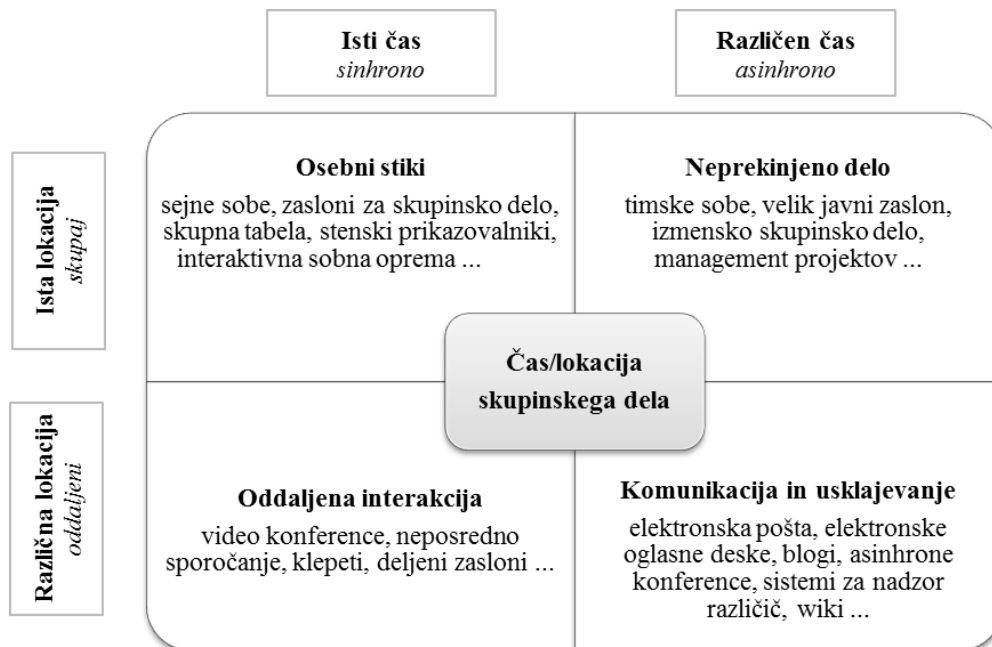 Isti čas
sinhrono
Različen čas
asinhrono
Ista lokacija
skupaj
Osebni stiki
sejne sobe, zasloni za skupinsko delo,
skupna tabela, stenski prikazovalniki,
interaktivna sobna oprema ...
Neprekinjeno delo
timske sobe, velik javni zaslon,
izmensko skupinsko delo,
management projektov ...
Čas/lokacija
skupinskega dela
Različna lokacija
oddaljeni
Oddaljena interakcija
video konference, neposredno
sporočanje, klepeti, deljeni zasloni ...
Komunikacija in usklajevanje
elektronska pošta, elektronske
oglasne deske, blogi, asinhrone
konference, sistemi za nadzor
različič, wiki ...